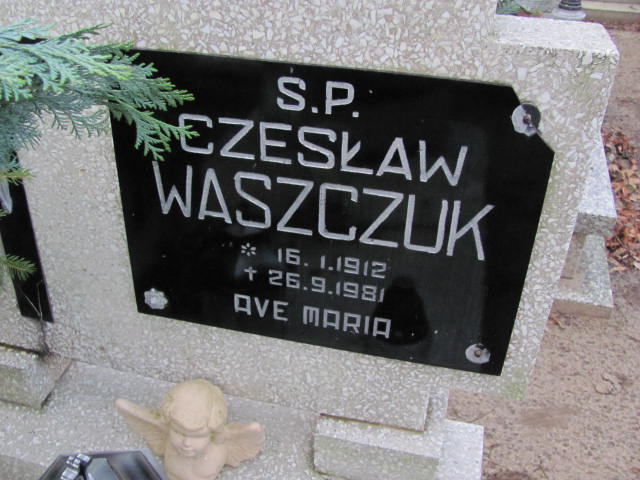 S.P.
CZESŁAW
WASZCZUK
* 16.1.1912
† 26.9.1981
AVE MARIA